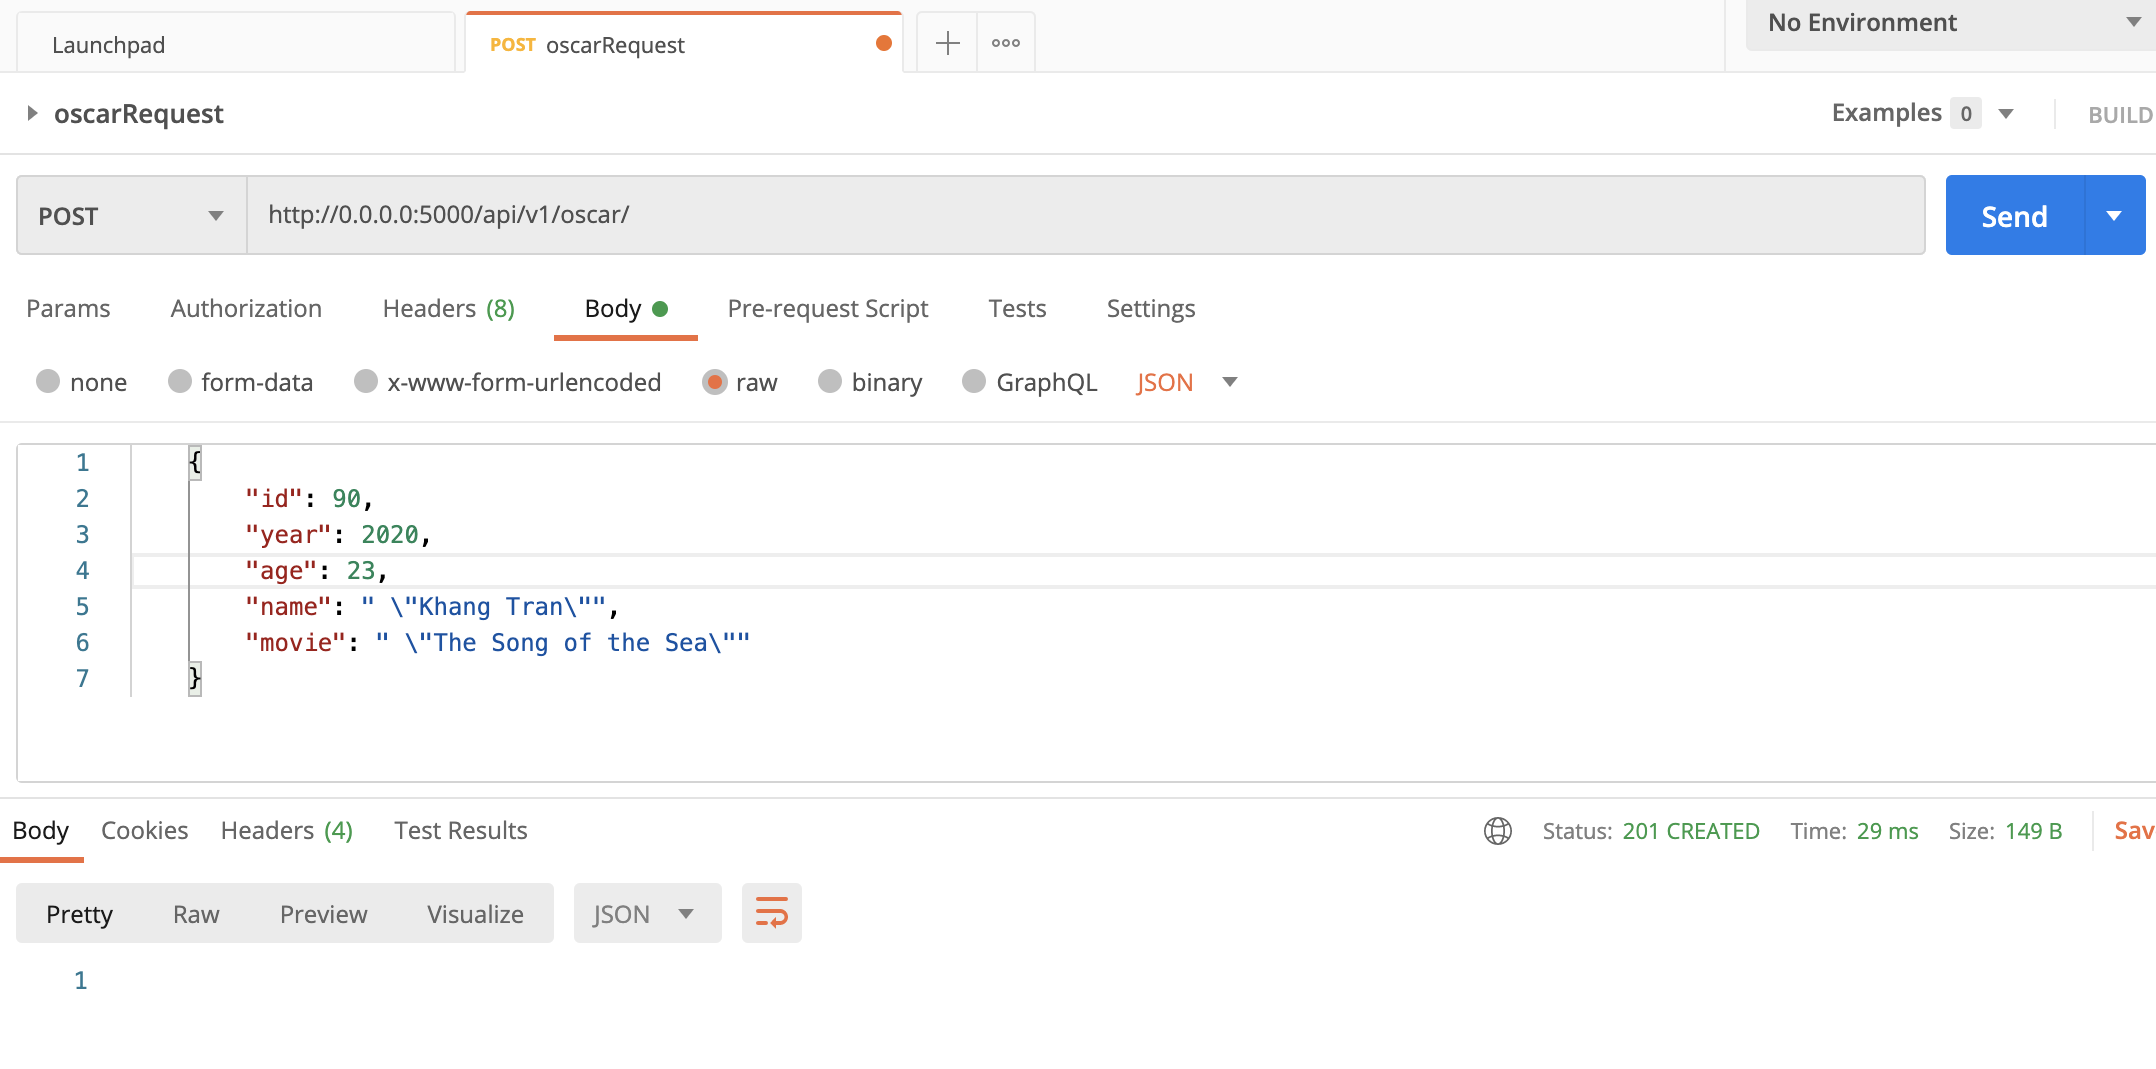 Launchpad
POST oscarRequest
No Environment
oscarRequest
Examples 0
BUILD
POST
http://0.0.0.0:5000/api/v1/oscar/
Send
Params Authorization Headers (8) Body Pre-request Script Tests Settings
none form-data x-www-form-urlencoded raw binary GraphQL JSON
1 {
2 "id": 90,
3 "year": 2020,
4 "age": 23,
5 "name": " \"Khang Tran\"",
6 "movie": " \"The Song of the Sea\""
7 }
Body Cookies Headers (4) Test Results Status: 201 CREATED Time: 29 ms Size: 149 B Sav
Pretty Raw Preview Visualize JSON
1